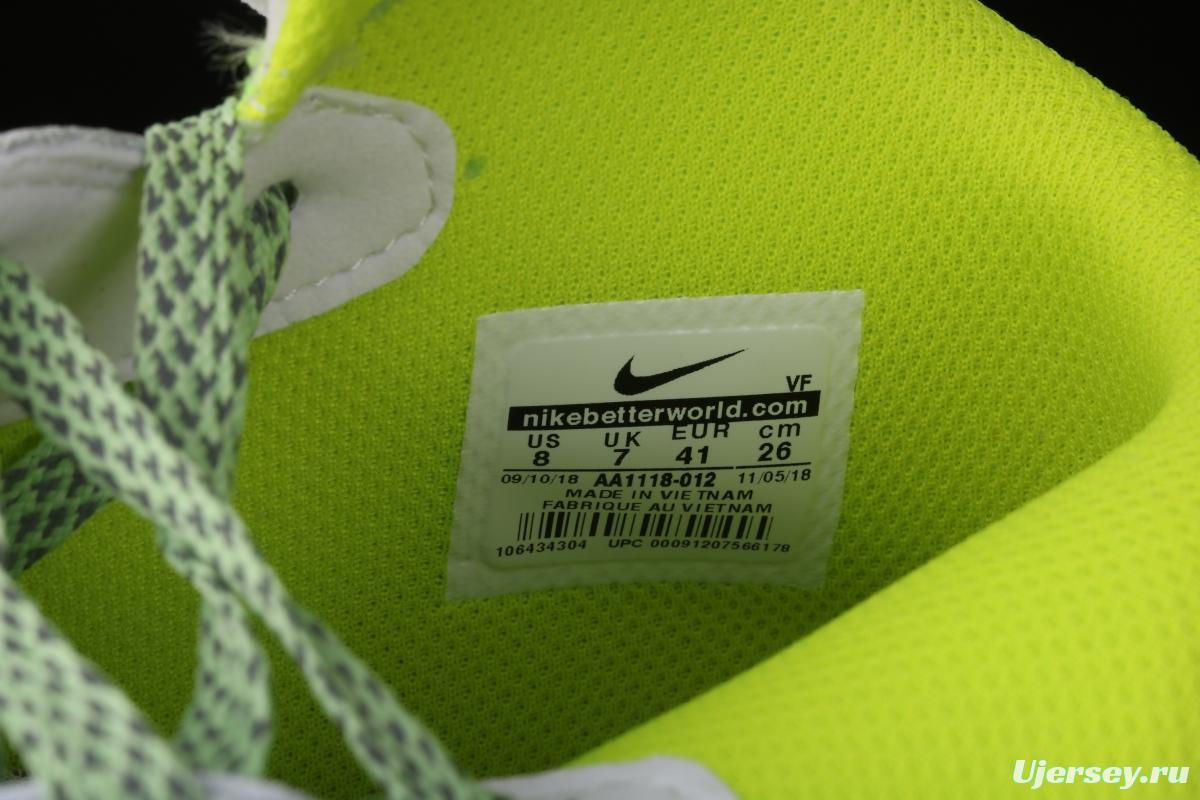 VF
nikebetterworld.com
US UK EUR cm
8 7 41 26
09/10/18 AA1118-012 11/05/18
MADE IN VIETNAM
FABRIQUE AU VIETNAM
106434304 UPC 00091207566178
Ujersey.ru